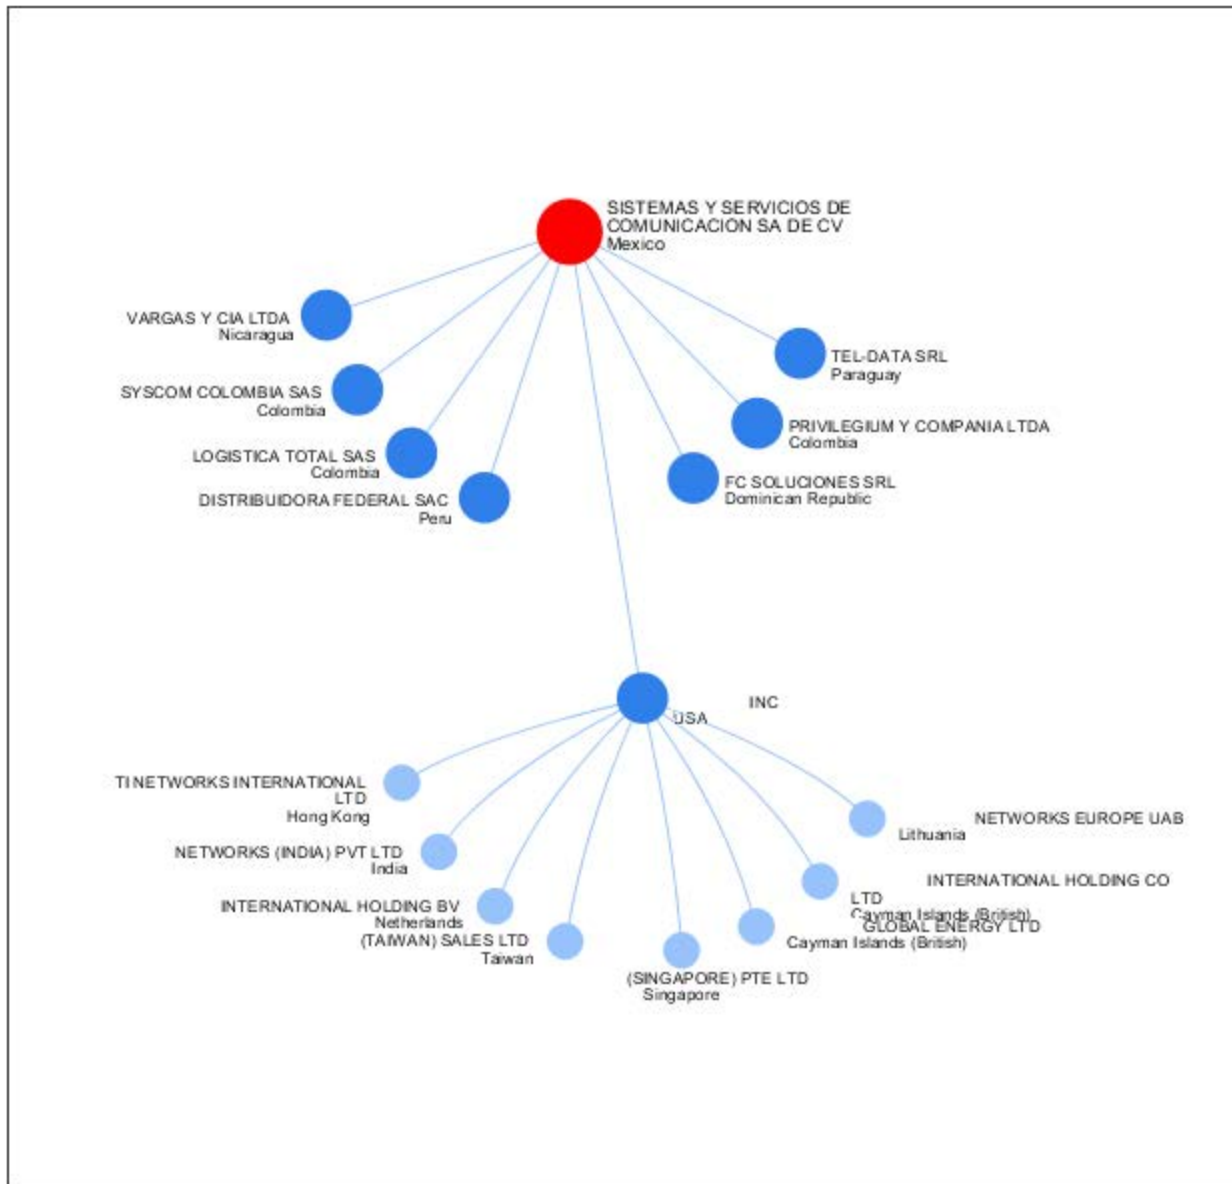 SISTEMAS Y SERVICIOS DE
COMUNICACION SA DE CV
Mexico
VARGAS Y CIA LTDA
Nicaragua
TEL-DATA SRL
Paraguay
SYSCOM COLOMBIA SAS
Colombia
PRIVILEGIUM Y COMPANIA LTDA
Colombia
LOGISTICA TOTAL SAS
Colombia
FC SOLUCIONES SRL
Dominican Republic
DISTRIBUIDORA FEDERAL SAC
Peru
INC
USA
TI NETWORKS INTERNATIONAL
LTD
Hong Kong
NETWORKS EUROPE UAB
Lithuania
NETWORKS (INDIA) PVT LTD
India
INTERNATIONAL HOLDING CO
LTD
Cayman Islands (British)
INTERNATIONAL HOLDING BV
Netherlands
GLOBAL ENERGY LTD
Cayman Islands (British)
(TAIWAN) SALES LTD
Taiwan
(SINGAPORE) PTE LTD
Singapore